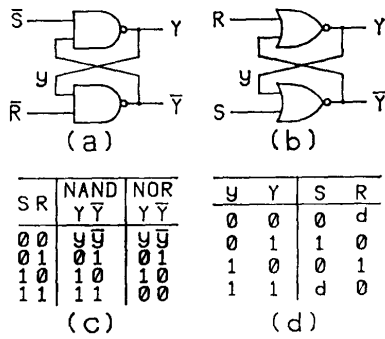 S̅ Y R Y
y y
R̅ Y̅ S Y̅
(a) (b)
NAND NOR
S R Y Y̅ Y Y̅
0 0 y y̅ y y̅
0 1 0 1 0 1
1 0 1 0 1 0
1 1 1 1 0 0
(c)
y Y S R
0 0 0 d
0 1 1 0
1 0 0 1
1 1 d 0
(d)